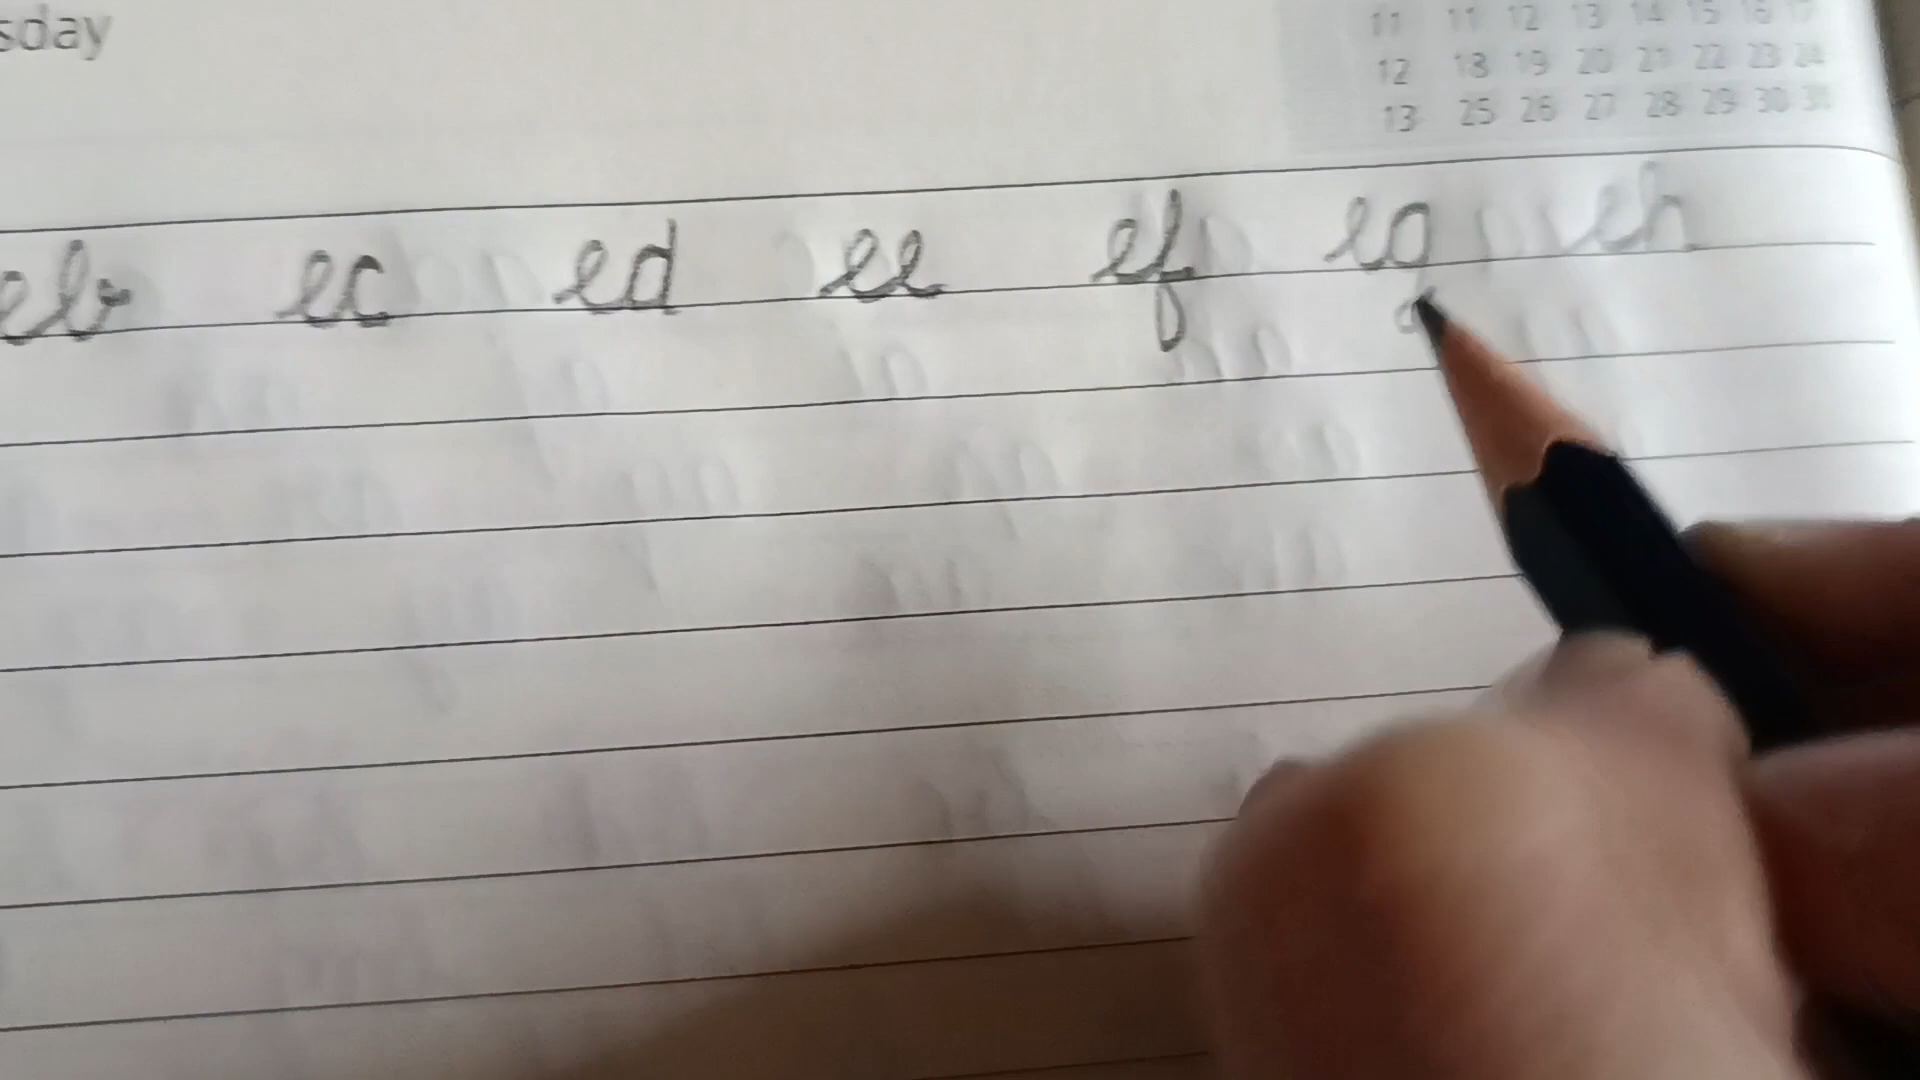 sday
11 11 12 13 14 15 16 17
12 18 19 20 21 22 23 24
13 25 26 27 28 29 30 31
eb ec ed ee ef eg eh